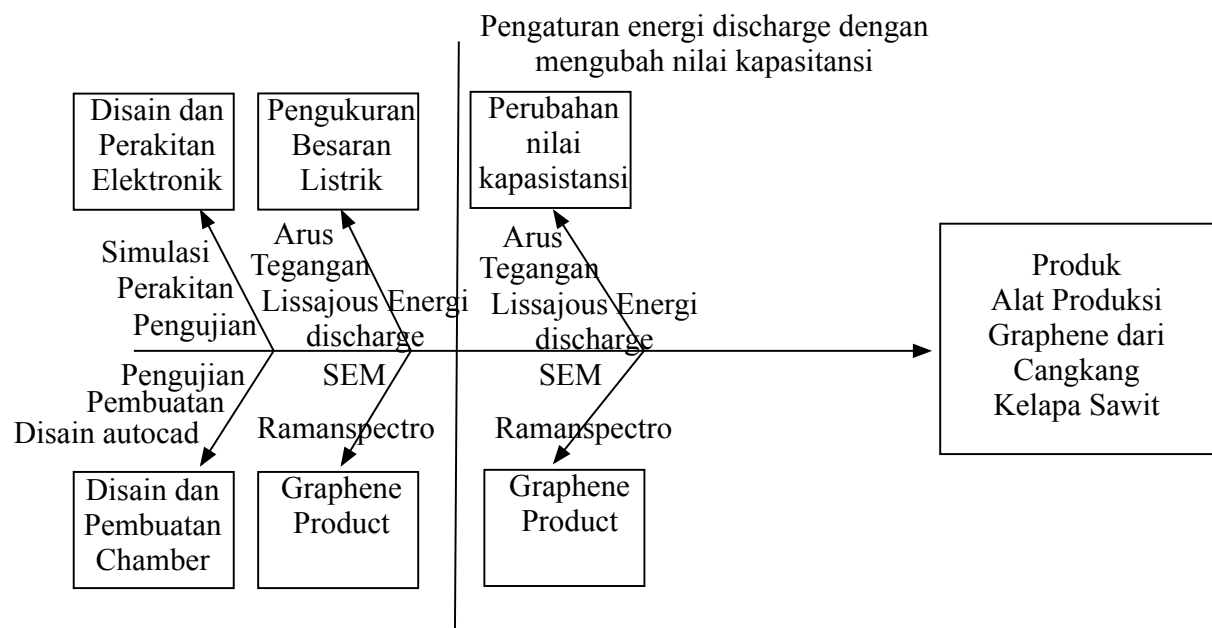 Pengaturan energi discharge dengan
mengubah nilai kapasitansi
Disain dan
Perakitan
Elektronik
Pengukuran
Besaran
Listrik
Perubahan
nilai
kapasistansi
Simulasi
Perakitan
Pengujian
Arus
Tegangan
Lissajous Energi
discharge
Arus
Tegangan
Lissajous Energi
discharge
Produk
Alat Produksi
Graphene dari
Cangkang
Kelapa Sawit
Pengujian
Pembuatan
Disain autocad
SEM
Ramanspectro
SEM
Ramanspectro
Disain dan
Pembuatan
Chamber
Graphene
Product
Graphene
Product